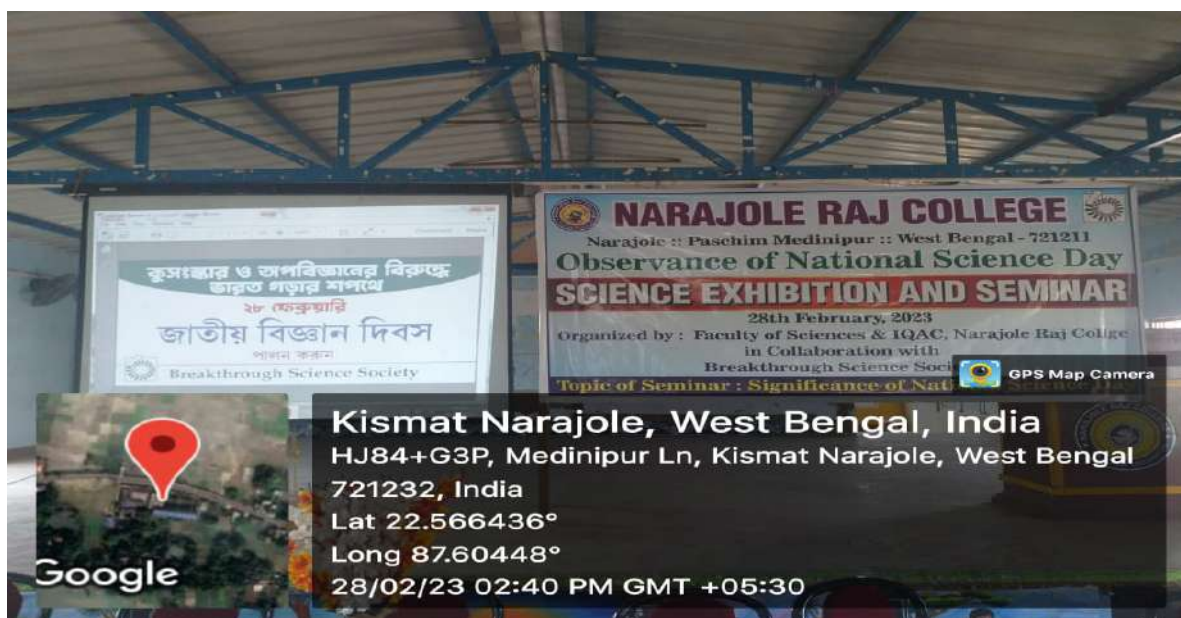 কুসংস্কার ও অপবিজ্ঞানের বিরুদ্ধে
ভারত গড়ার শপথে
২৮ ফেব্রুয়ারি
জাতীয় বিজ্ঞান দিবস
পালন করুন
Breakthrough Science Society
NARAJOLE RAJ COLLEGE
Narajole :: Paschim Medinipur :: West Bengal - 721211
Observance of National Science Day
SCIENCE EXHIBITION AND SEMINAR
28th February, 2023
Organized by : Faculty of Sciences & IQAC, Narajole Raj Collge
in Collaboration with
Breakthrough Science Soci
Topic of Seminar : Significance of Nati Science Da
GPS Map Camera
Kismat Narajole, West Bengal, India
HJ84+G3P, Medinipur Ln, Kismat Narajole, West Bengal
721232, India
Lat 22.566436°
Long 87.60448°
28/02/23 02:40 PM GMT +05:30
Google